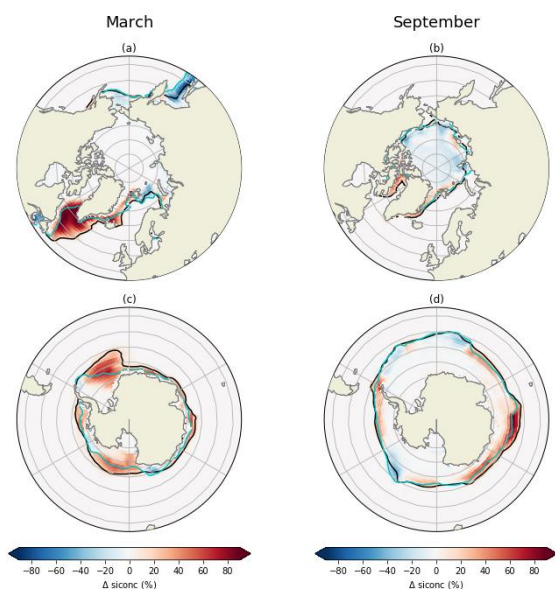 March September
(a) (b)
(c) (d)
−80 −60 −40 −20 0 20 40 60 80 −80 −60 −40 −20 0 20 40 60 80
Δ siconc (%) Δ siconc (%)